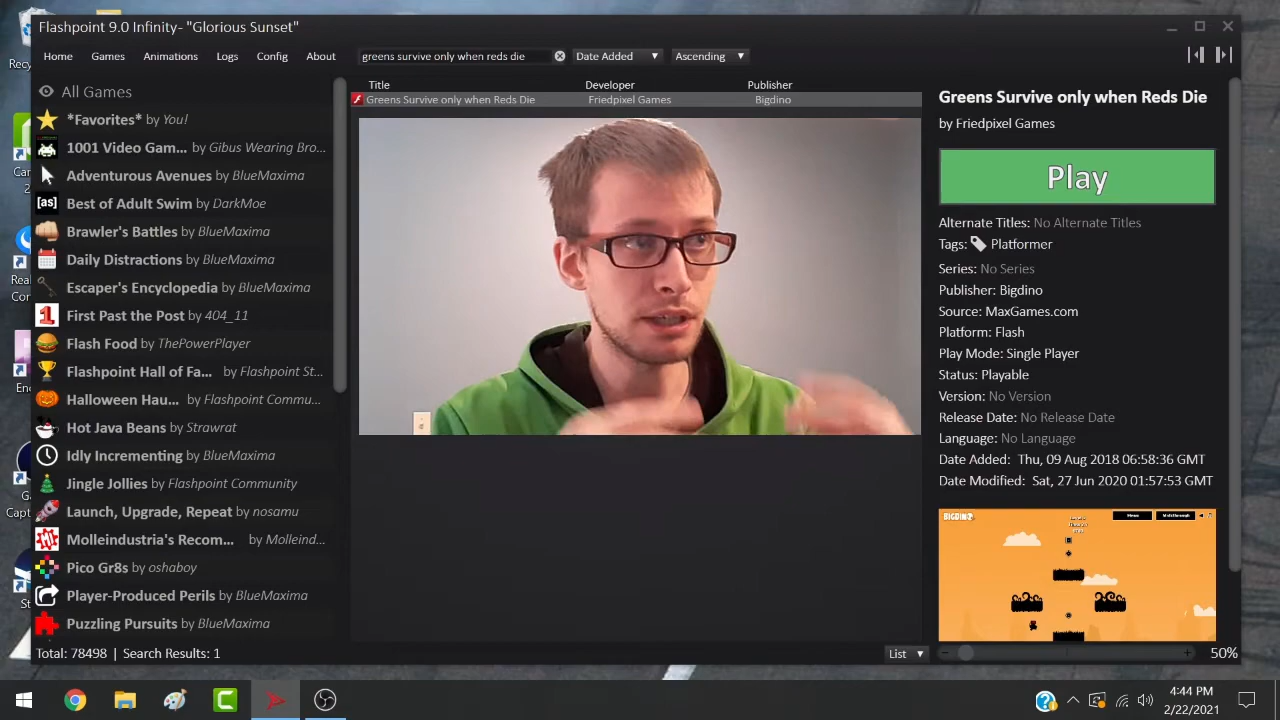 Flashpoint 9.0 Infinity- "Glorious Sunset"
Home Games Animations Logs Config About greens survive only when reds die Date Added Ascending
All Games
*Favorites* by You!
1001 Video Gam... by Gibus Wearing Bro...
Adventurous Avenues by BlueMaxima
[as] Best of Adult Swim by DarkMoe
Brawler's Battles by BlueMaxima
Daily Distractions by BlueMaxima
Escaper's Encyclopedia by BlueMaxima
1 First Past the Post by 404_11
Flash Food by ThePowerPlayer
Flashpoint Hall of Fa... by Flashpoint St...
Halloween Hau... by Flashpoint Commu...
Hot Java Beans by Strawrat
Idly Incrementing by BlueMaxima
Jingle Jollies by Flashpoint Community
Launch, Upgrade, Repeat by nosamu
Molleindustria's Recom... by Molleind...
Pico Gr8s by oshaboy
Player-Produced Perils by BlueMaxima
Puzzling Pursuits by BlueMaxima
Total: 78498 | Search Results: 1
Title Developer Publisher
Greens Survive only when Reds Die Friedpixel Games Bigdino
List
Greens Survive only when Reds Die
by Friedpixel Games
Play
Alternate Titles: No Alternate Titles
Tags: Platformer
Series: No Series
Publisher: Bigdino
Source: MaxGames.com
Platform: Flash
Play Mode: Single Player
Status: Playable
Version: No Version
Release Date: No Release Date
Language: No Language
Date Added: Thu, 09 Aug 2018 06:58:36 GMT
Date Modified: Sat, 27 Jun 2020 01:57:53 GMT
BIGDINO
50%
4:44 PM
2/22/2021